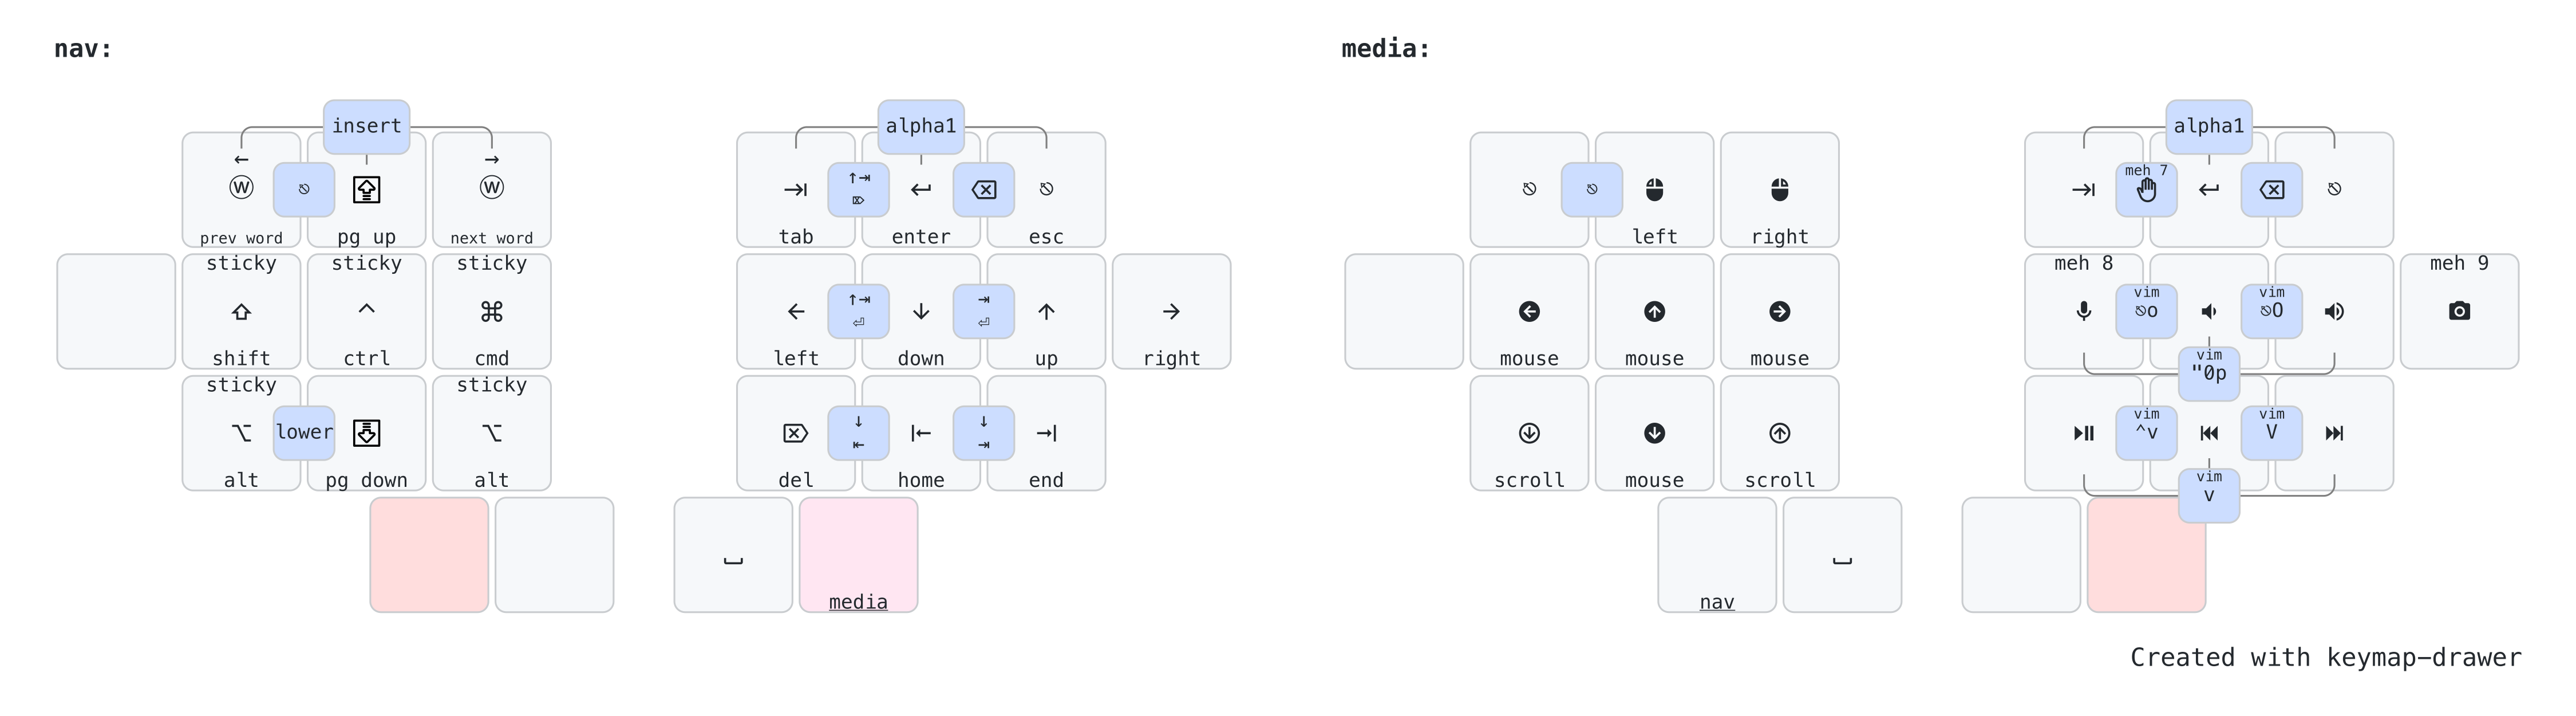 nav:
media:
insert
alpha1
alpha1
← → ← →
Ⓦ Ⓦ
meh 7
prev word pg up next word
tab enter esc
left right
sticky sticky sticky
shift ctrl cmd
left down up right
mouse mouse mouse
meh 8 meh 9
vim vim
o O
vim
"0p
sticky sticky
lower
alt pg down alt
del home end
scroll mouse scroll
vim vim
^v V
vim
v
media
nav
Created with keymap-drawer